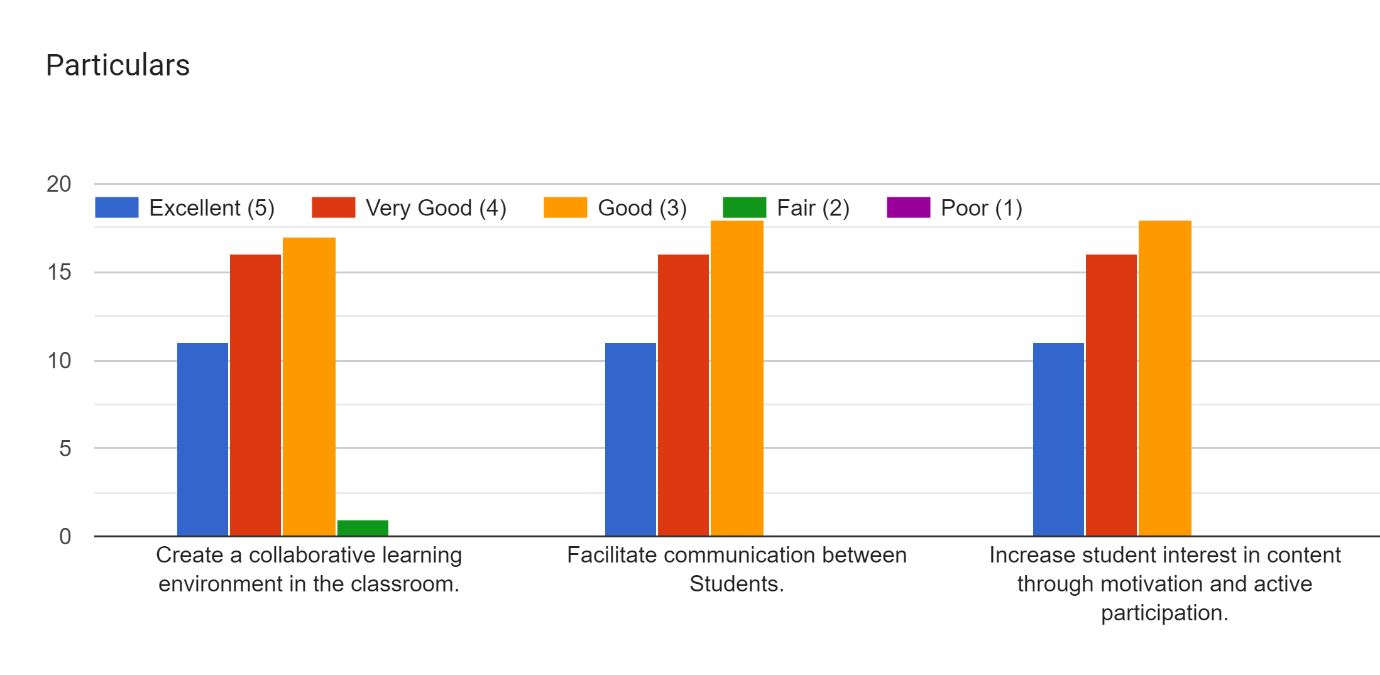 Particulars
20
Excellent (5) Very Good (4) Good (3) Fair (2) Poor (1)
15
10
5
0
Create a collaborative learning
environment in the classroom.
Facilitate communication between
Students.
Increase student interest in content
through motivation and active
participation.